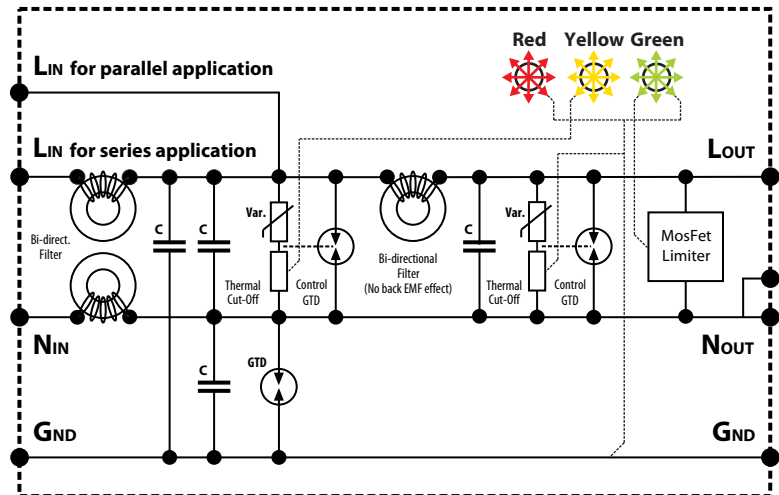 Red Yellow Green
LIN for parallel application
LIN for series application
LOUT
Bi-direct.
Filter
C
C
Var.
Thermal
Cut-Off
Control
GTD
Bi-directional
Filter
(No back EMF effect)
C
Var.
Thermal
Cut-Off
Control
GTD
MosFet
Limiter
NIN
NOUT
C
GTD
GND
GND